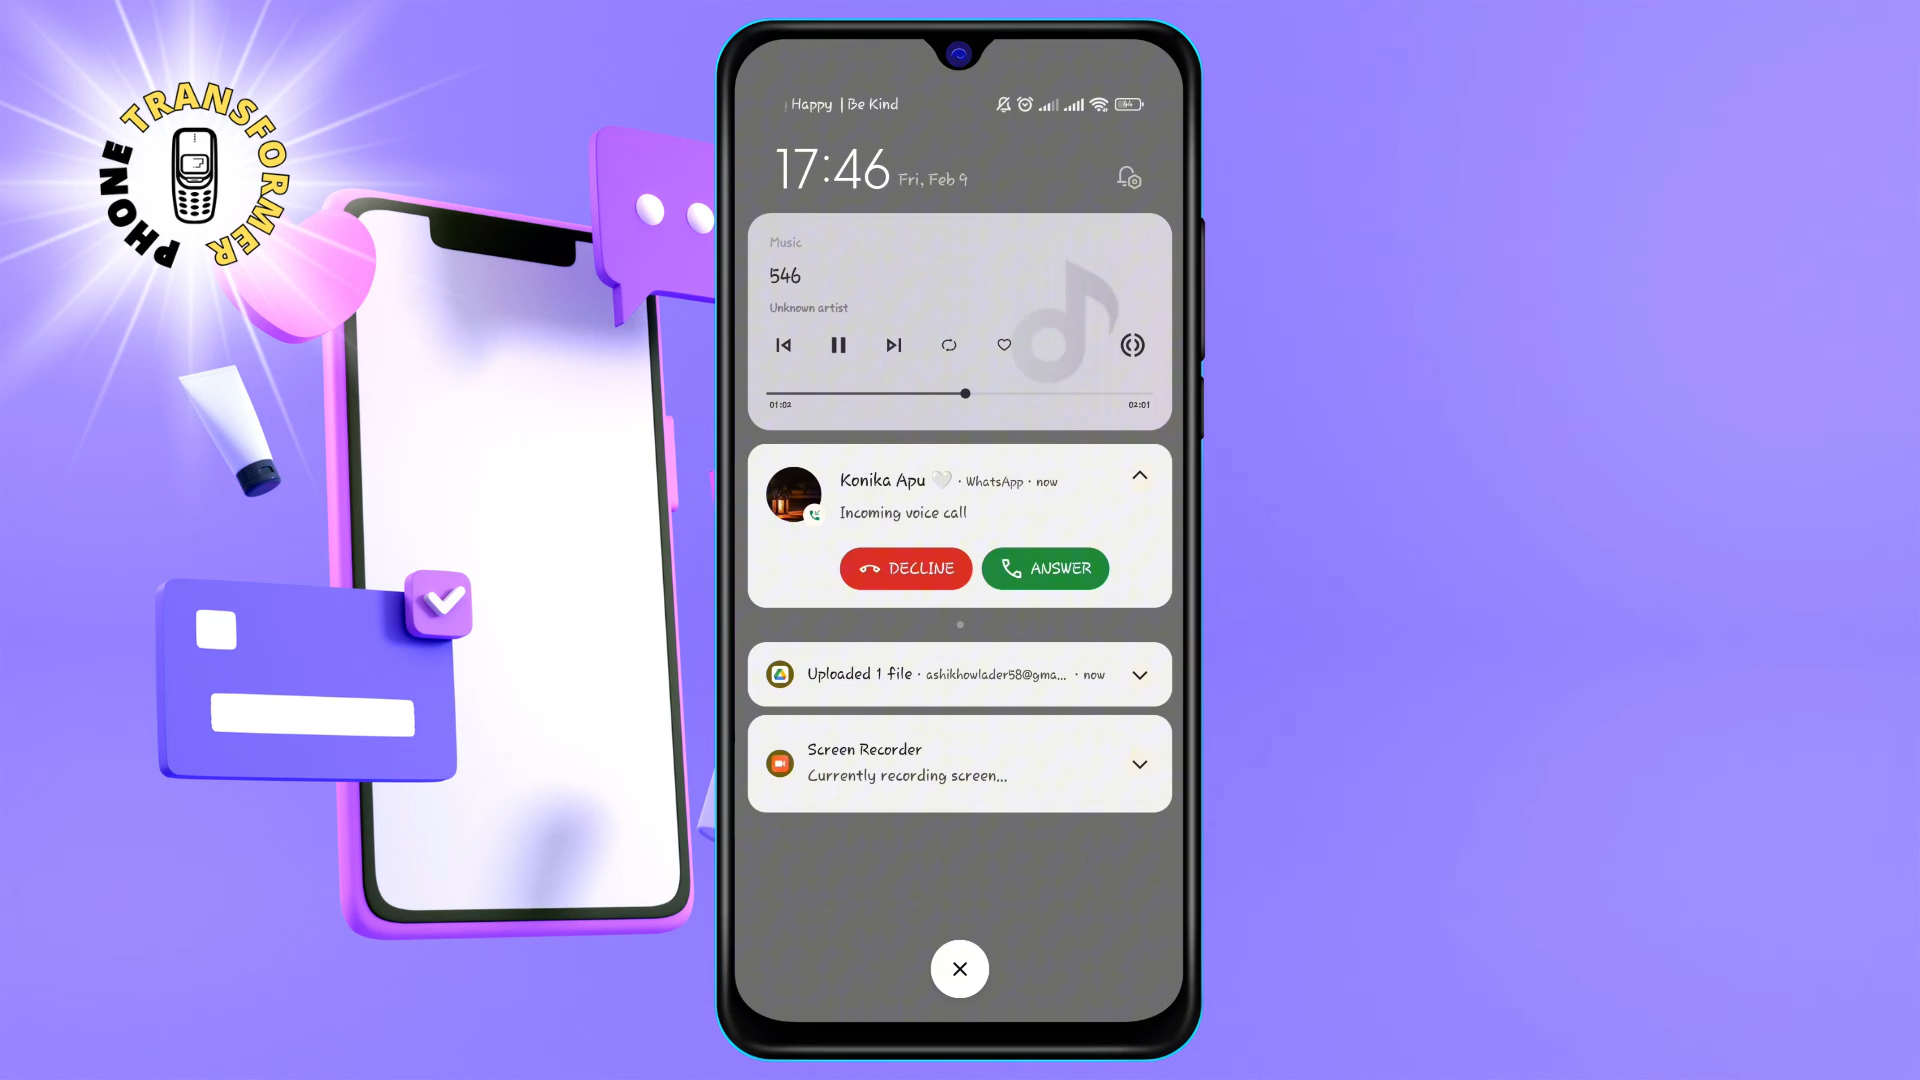 PHONE TRANSFORMER
Happy | Be Kind
44
17:46 Fri, Feb 9
Music
546
Unknown artist
01:02
02:01
Konika Apu 🤍 · WhatsApp · now
Incoming voice call
DECLINE
ANSWER
Uploaded 1 file · ashikhowlader58@gma... · now
Screen Recorder
Currently recording screen...